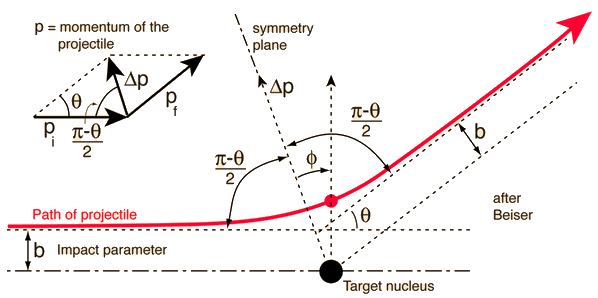 p = momentum of the
projectile
symmetry
plane
Δp
θ
p_f
p_i
π-θ
2
Δp
π-θ
2
π-θ
2
ϕ
b
θ
after
Beiser
Path of projectile
b
Impact parameter
Target nucleus